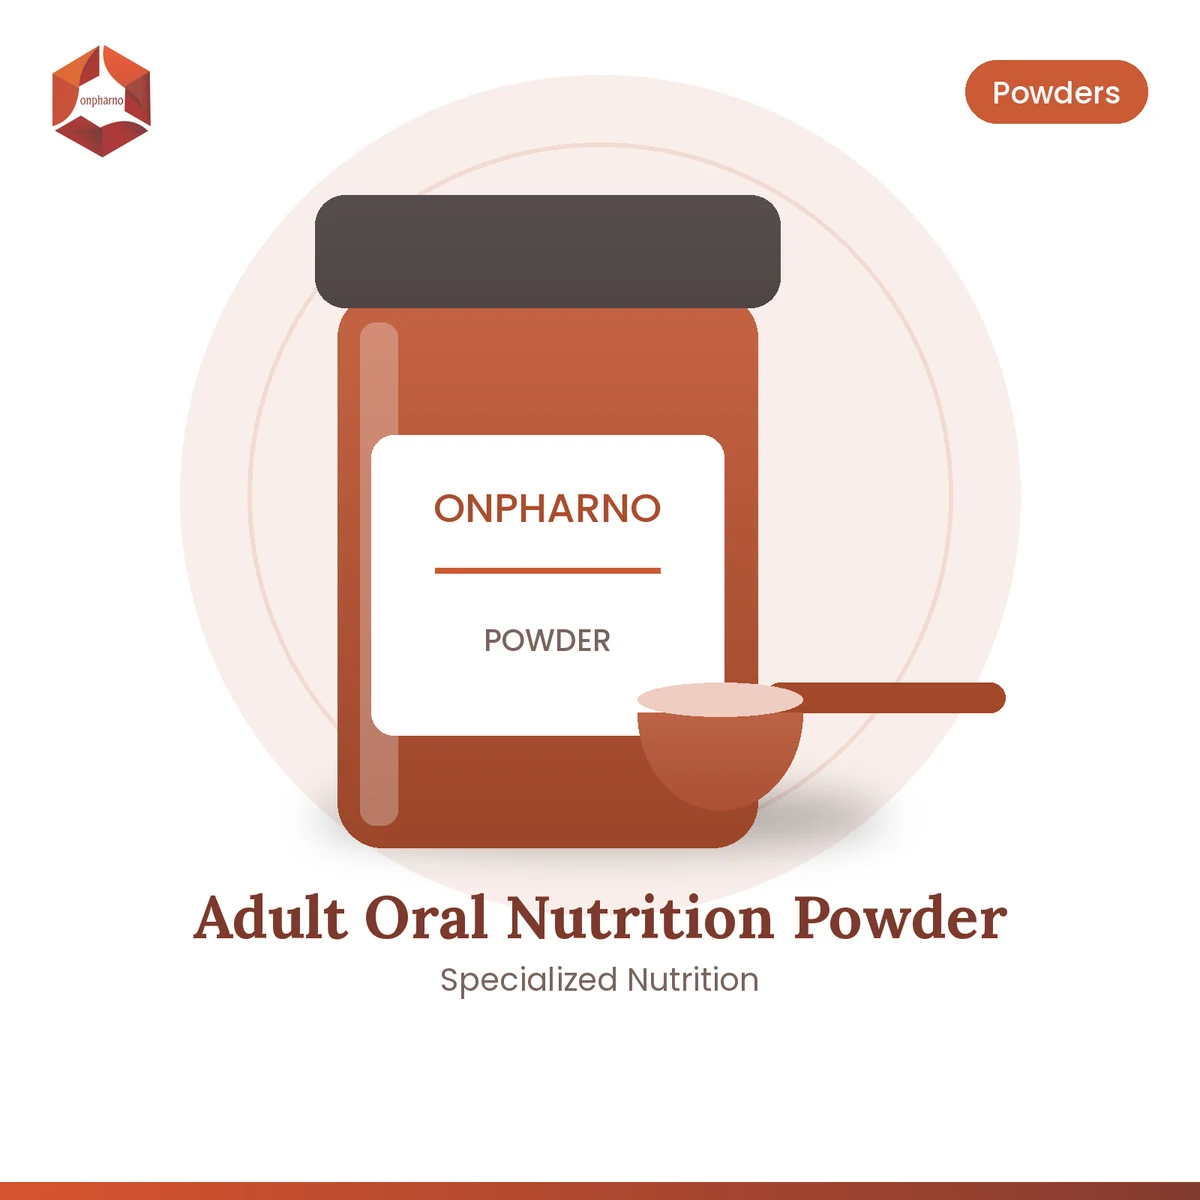 onpharno
Powders
ONPHARNO
POWDER
Adult Oral Nutrition Powder
Specialized Nutrition